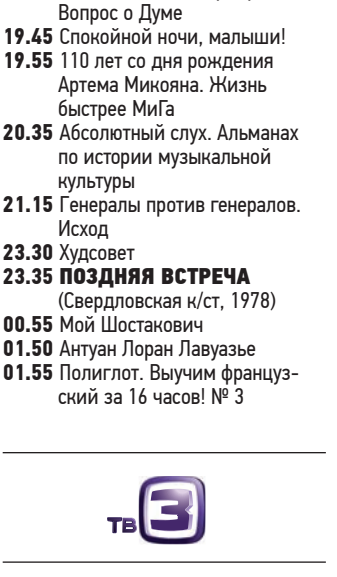 Вопрос о Думе
19.45 Спокойной ночи, малыши!
19.55 110 лет со дня рождения
Артема Микояна. Жизнь
быстрее МиГа
20.35 Абсолютный слух. Альманах
по истории музыкальной
культуры
21.15 Генералы против генералов.
Исход
23.30 Худсовет
23.35 ПОЗДНЯЯ ВСТРЕЧА
(Свердловская к/ст, 1978)
00.55 Мой Шостакович
01.50 Антуан Лоран Лавуазье
01.55 Полиглот. Выучим француз-
ский за 16 часов! № 3
ТВ 3